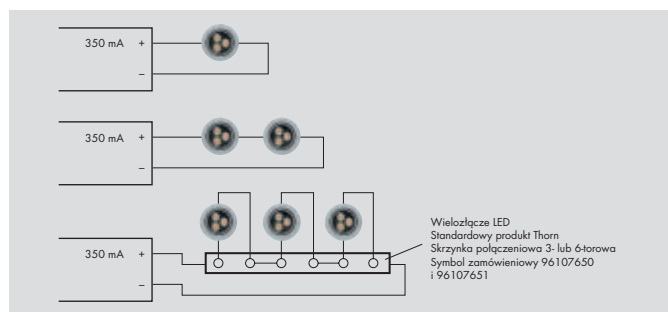 350 mA +
–
350 mA +
–
350 mA +
–
Wielozłącze LED
Standardowy produkt Thorn
Skrzynka połączeniowa 3- lub 6-torowa
Symbol zamówieniowy 96107650
i 96107651